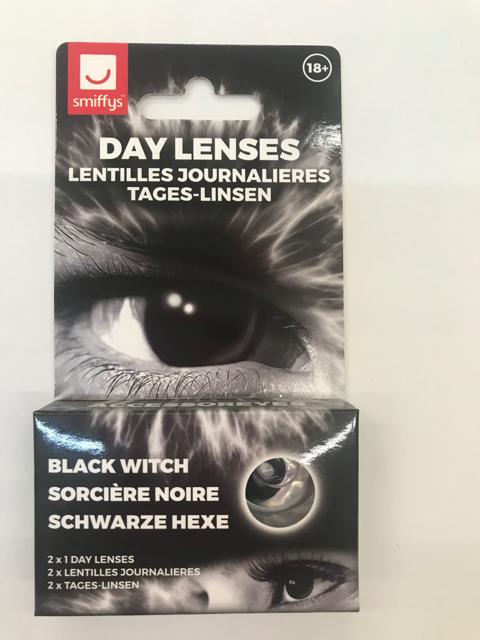 smiffys
18+
DAY LENSES
LENTILLES JOURNALIERES
TAGES-LINSEN
BLACK WITCH
SORCIÈRE NOIRE
SCHWARZE HEXE
2 x 1 DAY LENSES
2 x LENTILLES JOURNALIERES
2 x TAGES-LINSEN